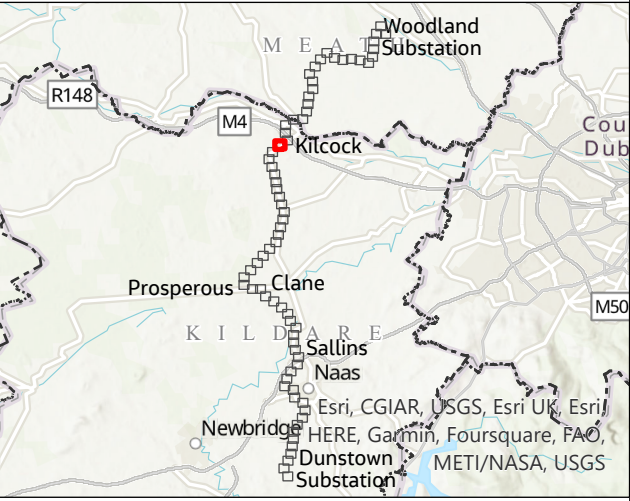 Woodland
Substation
MEATH
R148
M4
Cou
Dub
Kilcock
Prosperous
Clane
M50
KILDARE
Sallins
Naas
Esri, CGIAR, USGS, Esri UK, Esri,
Newbridge
HERE, Garmin, Foursquare, FAO,
Dunstown
METI/NASA, USGS
Substation